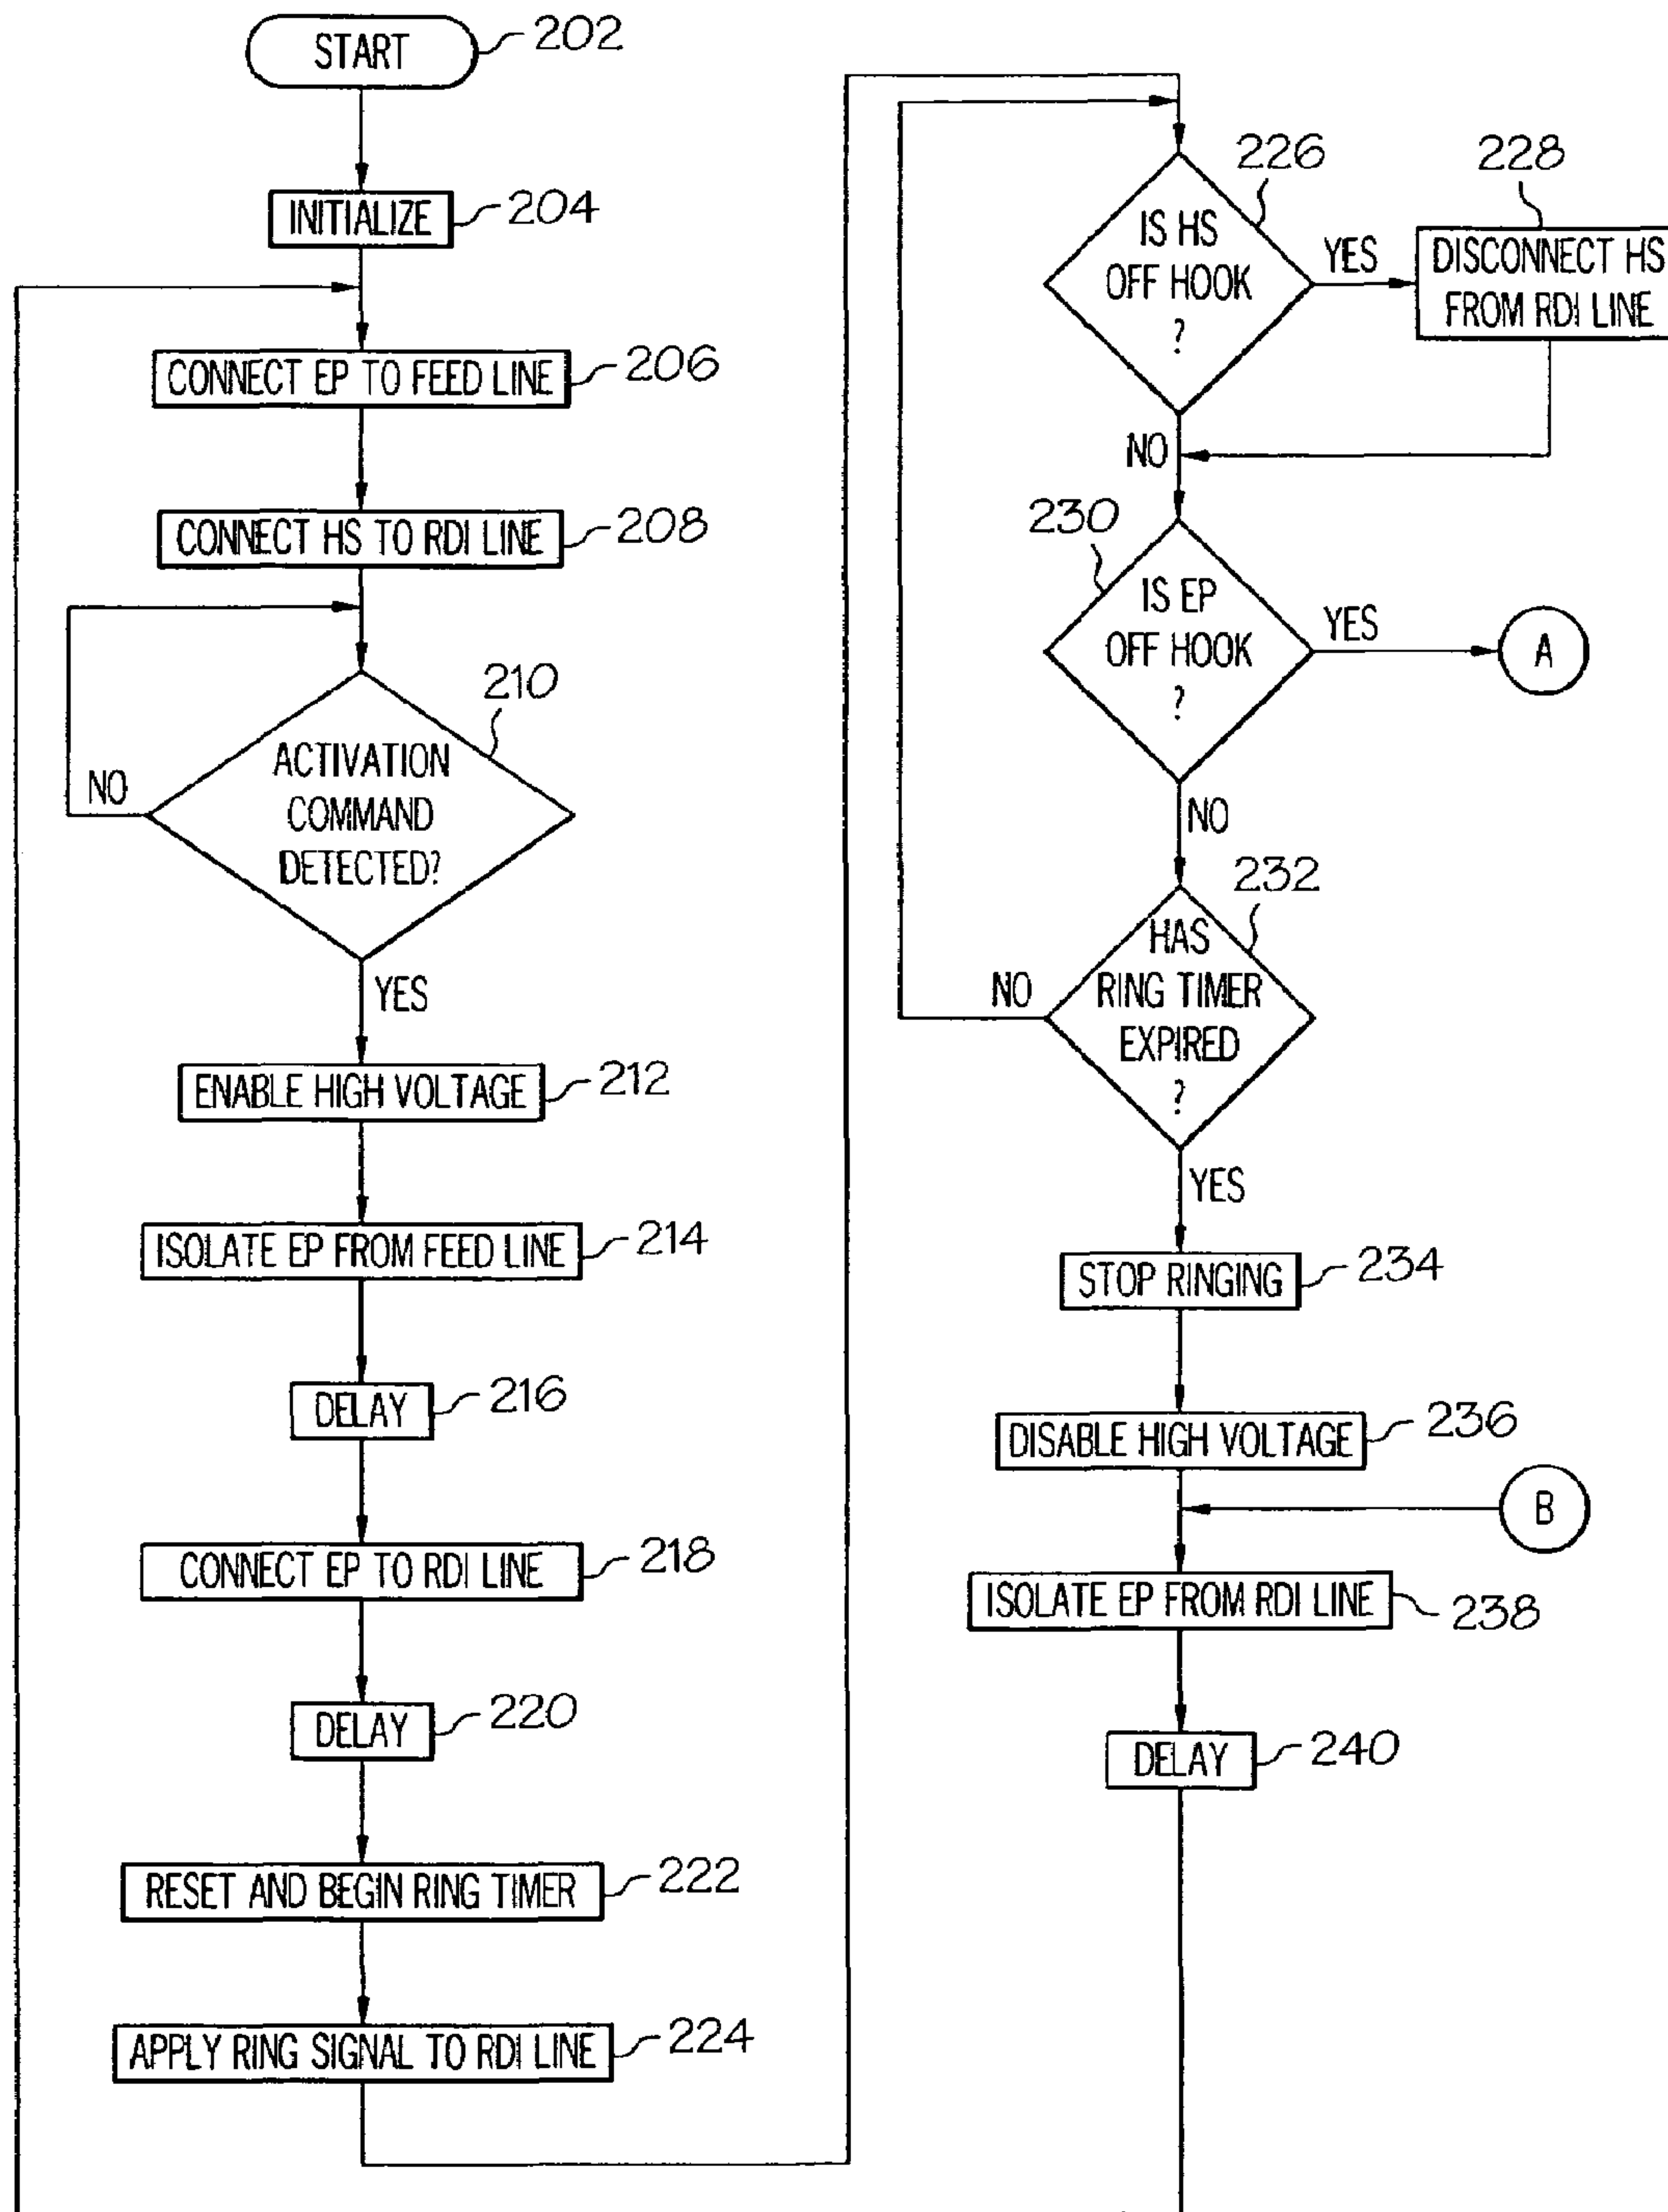 START
202
INITIALIZE
204
CONNECT EP TO FEED LINE
206
CONNECT HS TO RDI LINE
208
ACTIVATION
COMMAND
DETECTED?
210
NO
YES
ENABLE HIGH VOLTAGE
212
ISOLATE EP FROM FEED LINE
214
DELAY
216
CONNECT EP TO RDI LINE
218
DELAY
220
RESET AND BEGIN RING TIMER
222
APPLY RING SIGNAL TO RDI LINE
224
IS HS
OFF HOOK
?
226
YES
228
DISCONNECT HS
FROM RDI LINE
NO
230
IS EP
OFF HOOK
?
YES
A
NO
232
HAS
RING TIMER
EXPIRED
?
NO
YES
STOP RINGING
234
DISABLE HIGH VOLTAGE
236
B
ISOLATE EP FROM RDI LINE
238
DELAY
240